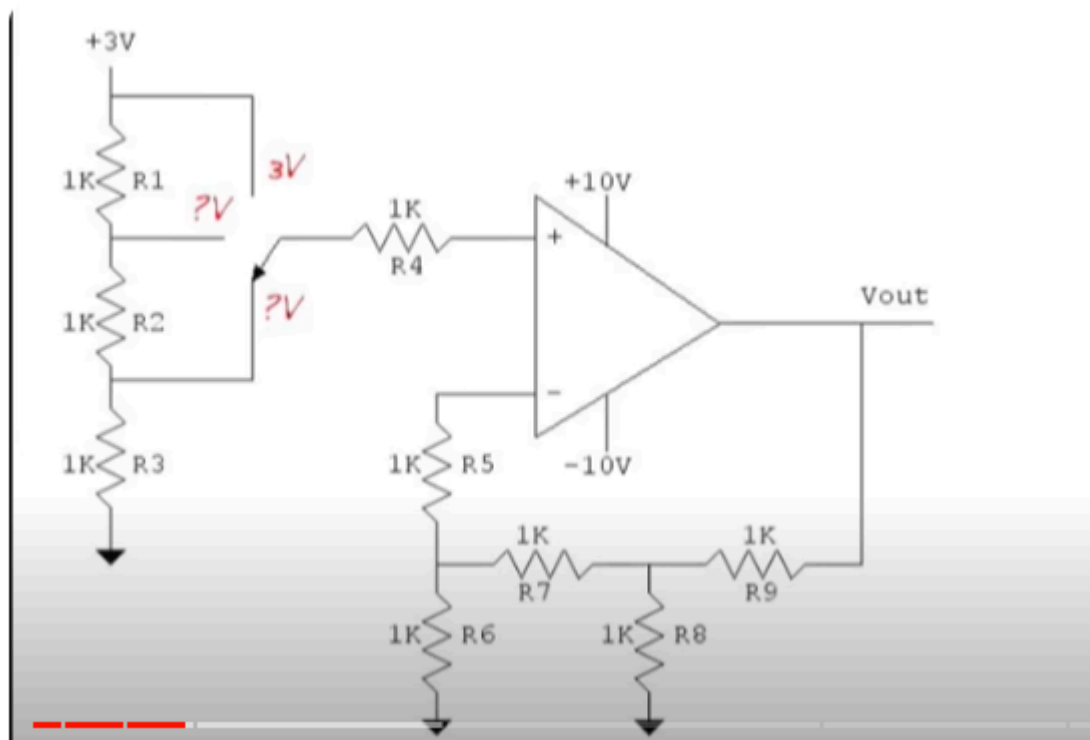 +3V
3V
1K R1
?V
+10V
1K
R4
+
Vout
?V
1K R2
-
-10V
1K R3
1K R5
1K
R7
1K
R9
1K R6
1K R8